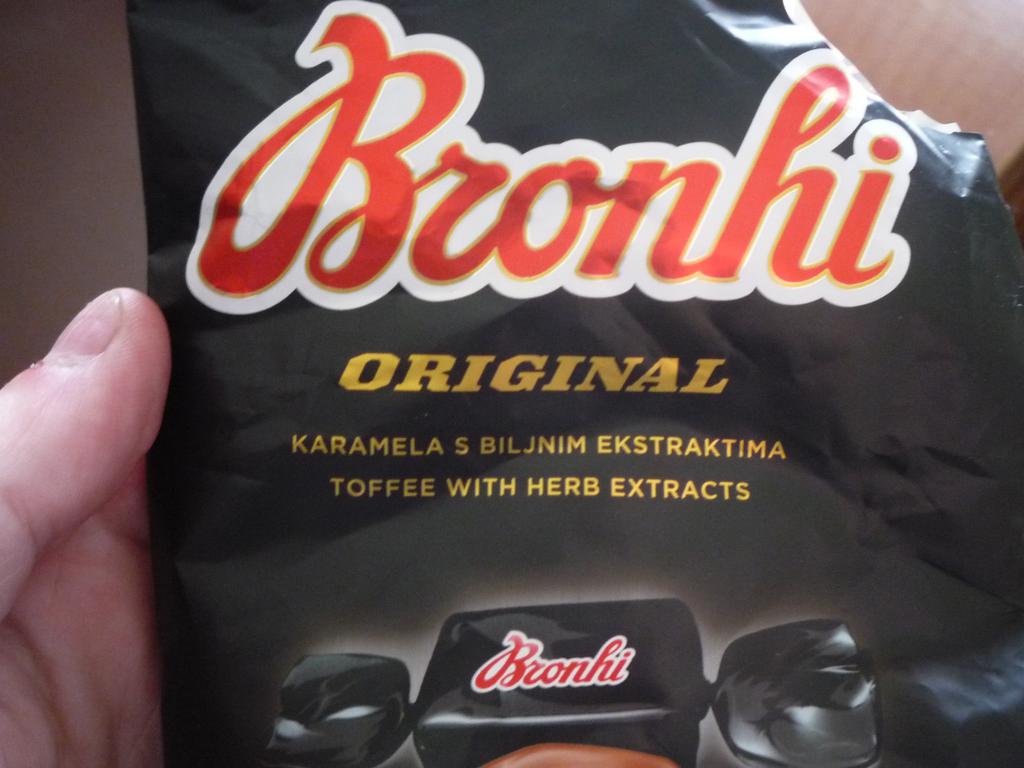 Bronhi
ORIGINAL
KARAMELA S BILJNIM EKSTRAKTIMA
TOFFEE WITH HERB EXTRACTS
Bronhi